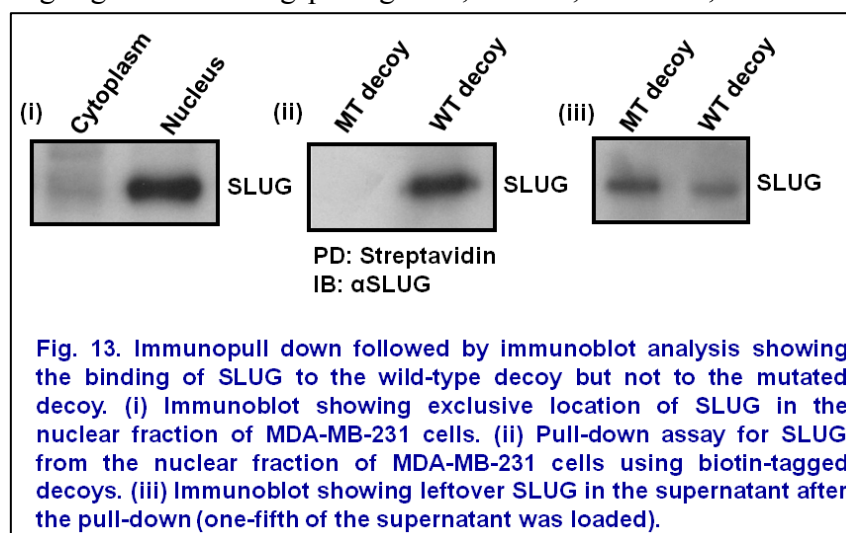 (i) Cytoplasm Nucleus SLUG
(ii) MT decoy WT decoy SLUG
PD: Streptavidin
IB: αSLUG
(iii) MT decoy WT decoy SLUG
Fig. 13. Immunopull down followed by immunoblot analysis showing
the binding of SLUG to the wild-type decoy but not to the mutated
decoy. (i) Immunoblot showing exclusive location of SLUG in the
nuclear fraction of MDA-MB-231 cells. (ii) Pull-down assay for SLUG
from the nuclear fraction of MDA-MB-231 cells using biotin-tagged
decoys. (iii) Immunoblot showing leftover SLUG in the supernatant after
the pull-down (one-fifth of the supernatant was loaded).